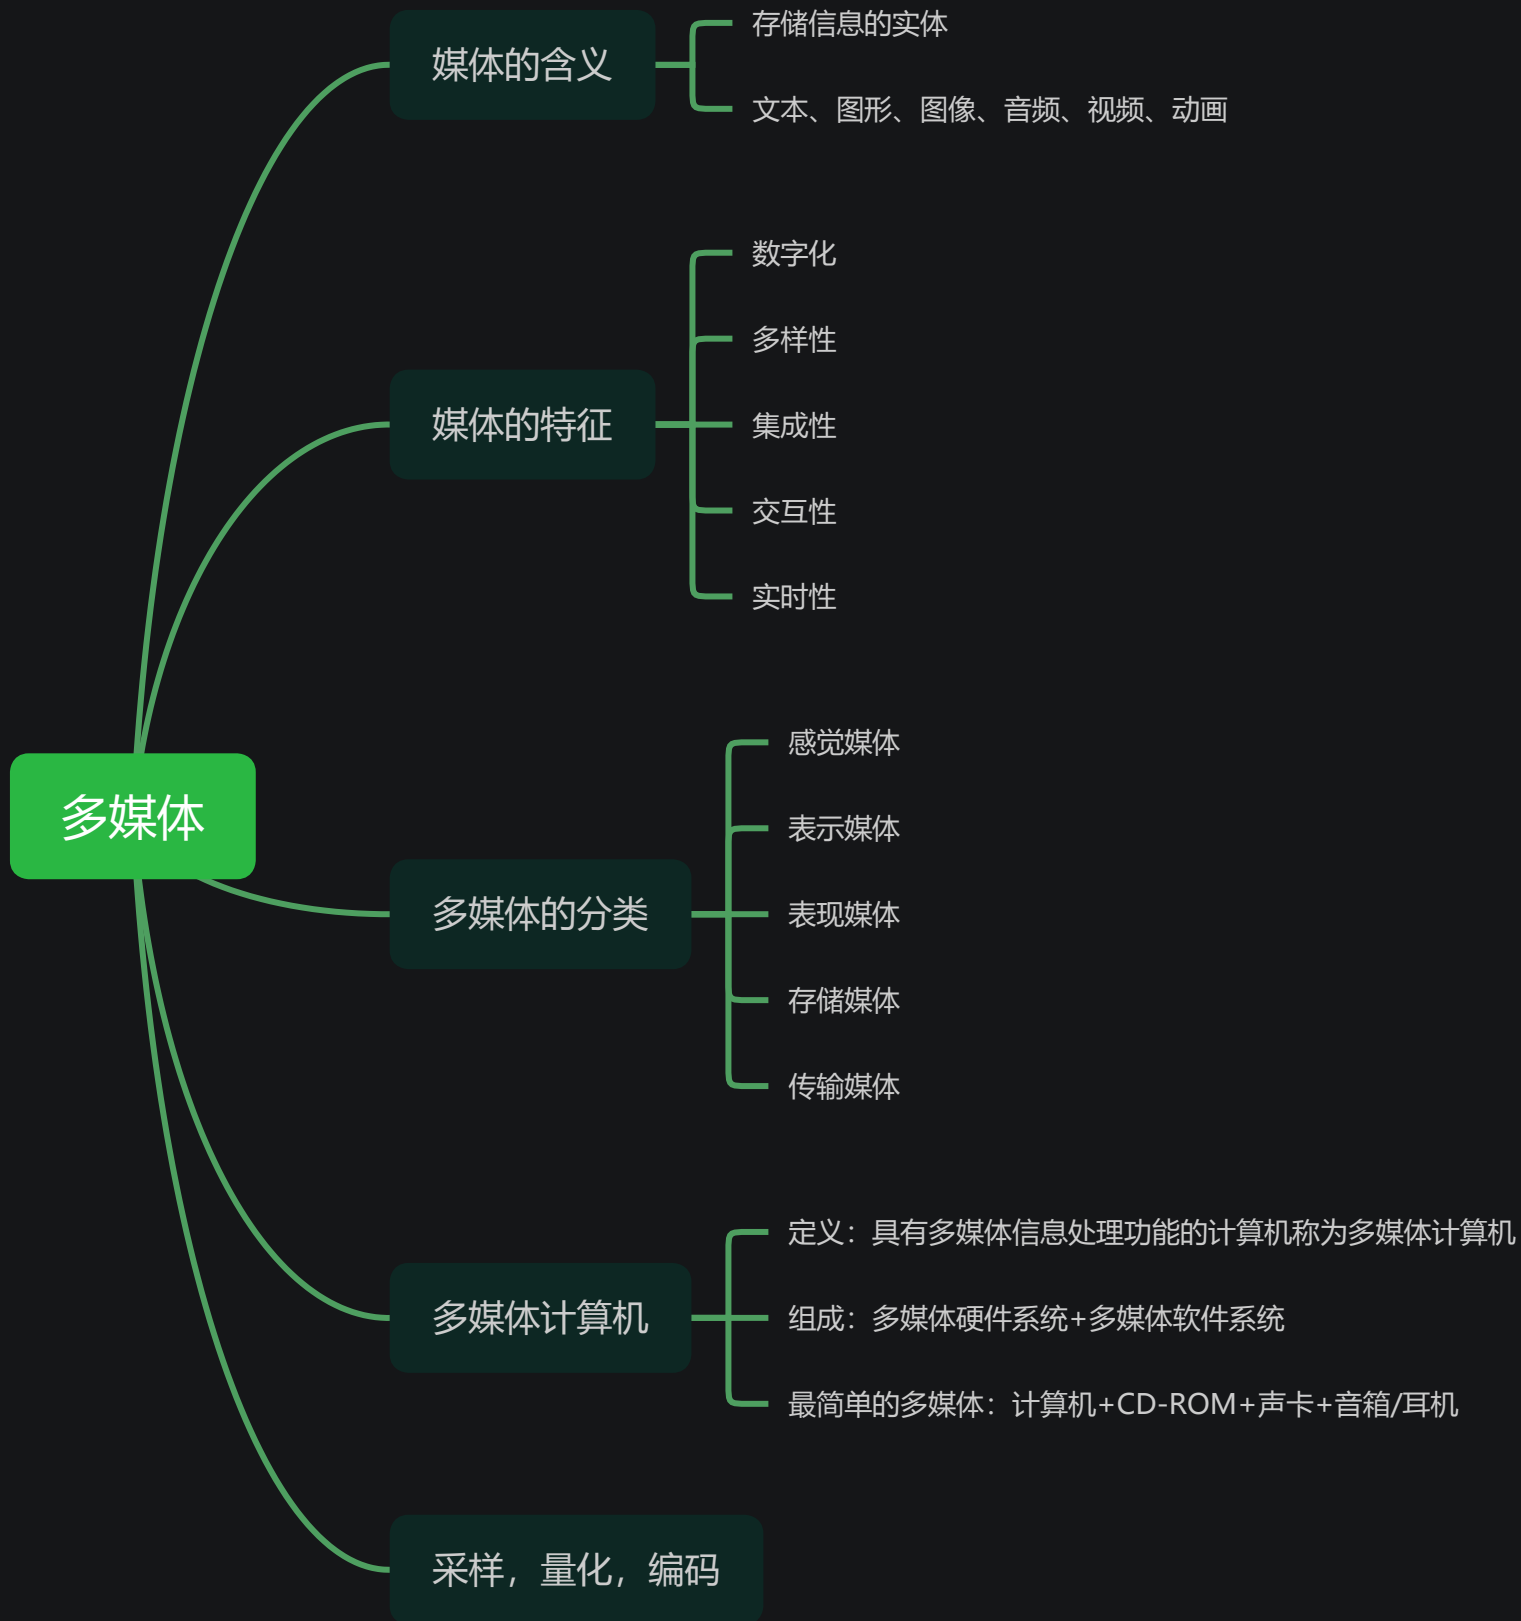 媒体的含义
存储信息的实体
文本、图形、图像、音频、视频、动画
媒体的特征
数字化
多样性
集成性
交互性
实时性
多媒体
多媒体的分类
感觉媒体
表示媒体
表现媒体
存储媒体
传输媒体
多媒体计算机
定义：具有多媒体信息处理功能的计算机称为多媒体计算机
组成：多媒体硬件系统+多媒体软件系统
最简单的多媒体：计算机+CD-ROM+声卡+音箱/耳机
采样，量化，编码